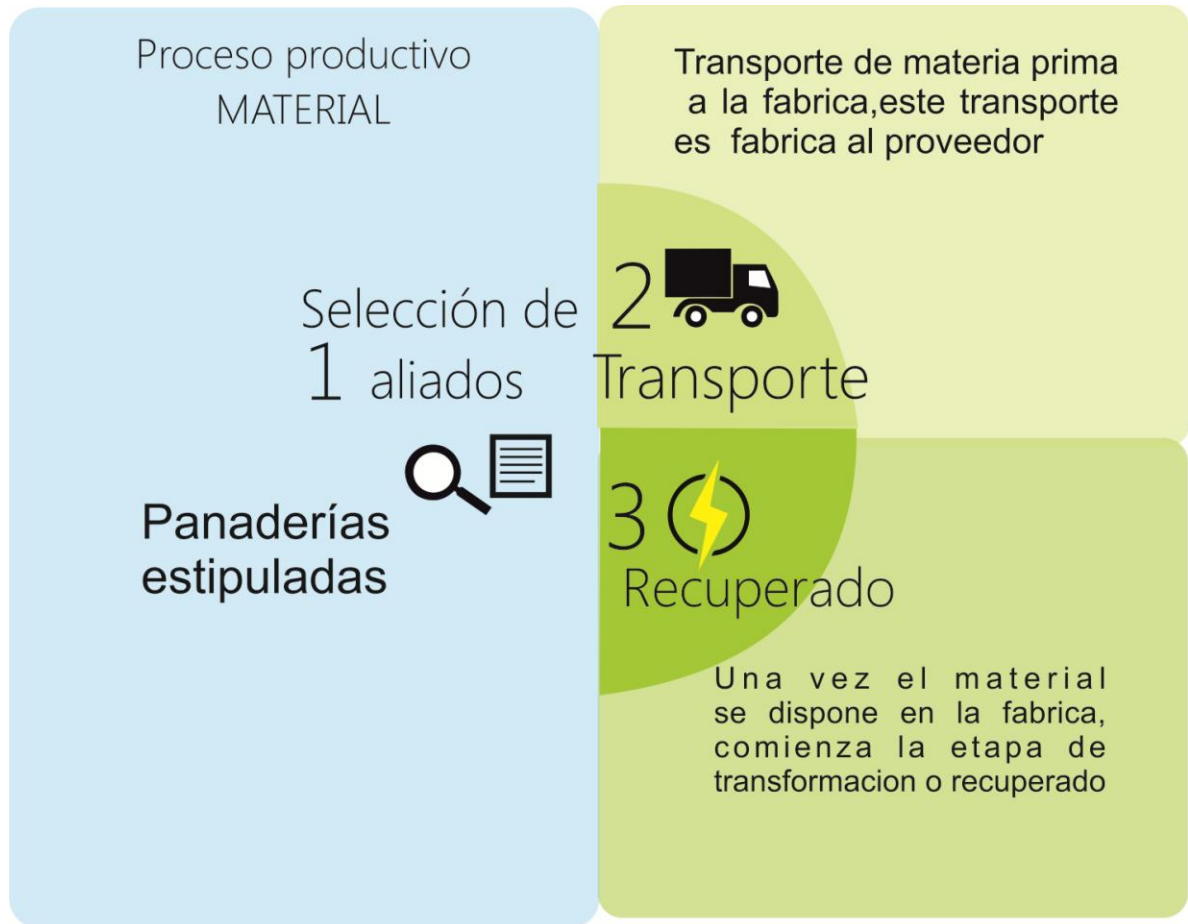 Proceso productivo
MATERIAL
Selección de
1 aliados
Panaderías
estipuladas
Transporte de materia prima
a la fabrica,este transporte
es fabrica al proveedor
2
Transporte
3
Recuperado
Una vez el material
se dispone en la fabrica,
comienza la etapa de
transformacion o recuperado